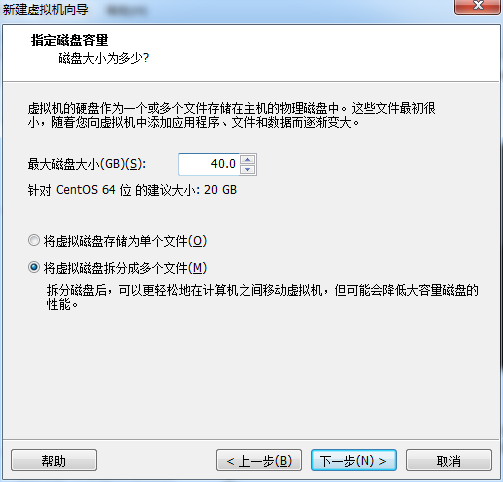 新建虚拟机向导
指定磁盘容量
磁盘大小为多少?
虚拟机的硬盘作为一个或多个文件存储在主机的物理磁盘中。这些文件最初很
小，随着您向虚拟机中添加应用程序、文件和数据而逐渐变大。
最大磁盘大小(GB)(S): 40.0
针对 CentOS 64 位 的建议大小: 20 GB
将虚拟磁盘存储为单个文件(O)
将虚拟磁盘拆分成多个文件(M)
拆分磁盘后，可以更轻松地在计算机之间移动虚拟机，但可能会降低大容量磁盘的
性能。
帮助 < 上一步(B) 下一步(N) > 取消